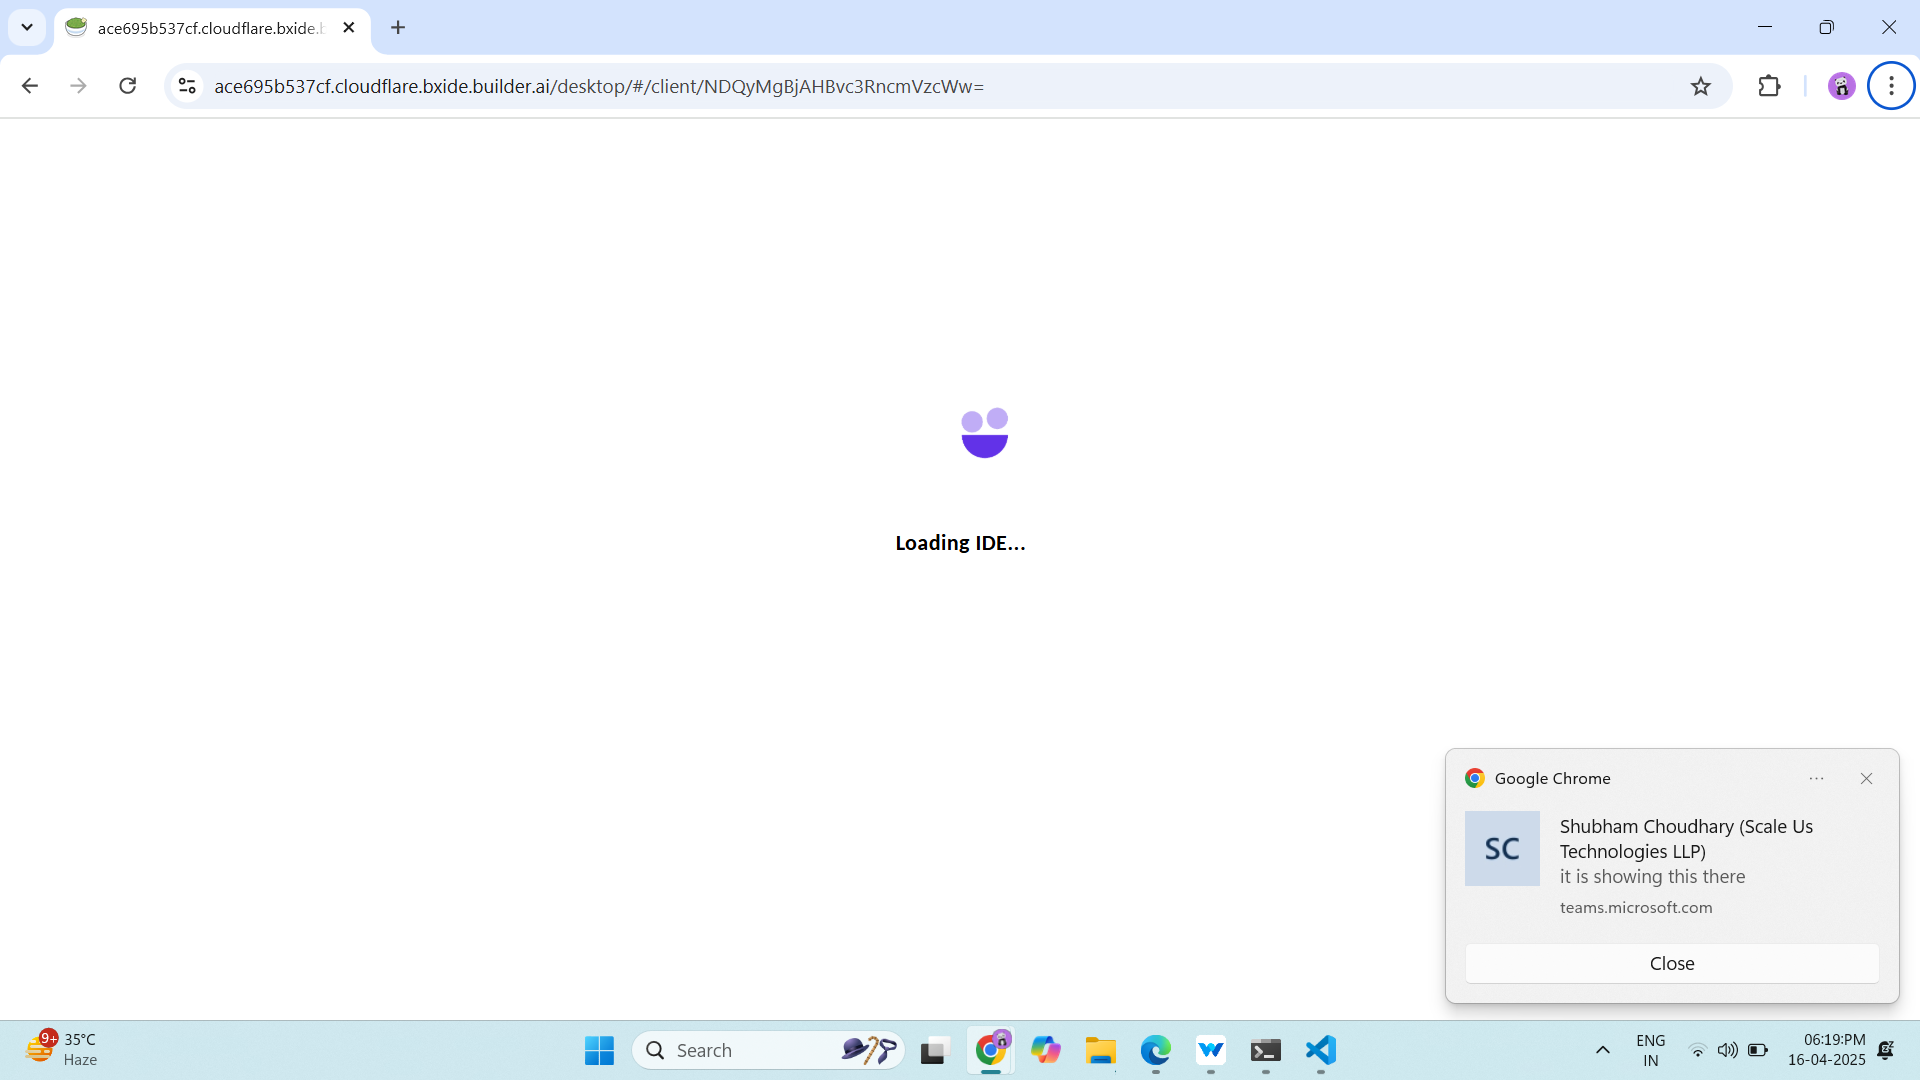 ace695b537cf.cloudflare.bxide.b
ace695b537cf.cloudflare.bxide.builder.ai/desktop/#/client/NDQyMgBjAHBvc3RncmVzcWw=
Loading IDE...
Google Chrome
SC
Shubham Choudhary (Scale Us
Technologies LLP)
it is showing this there
teams.microsoft.com
Close
9+
35°C
Haze
Search
ENG
IN
06:19:PM
16-04-2025